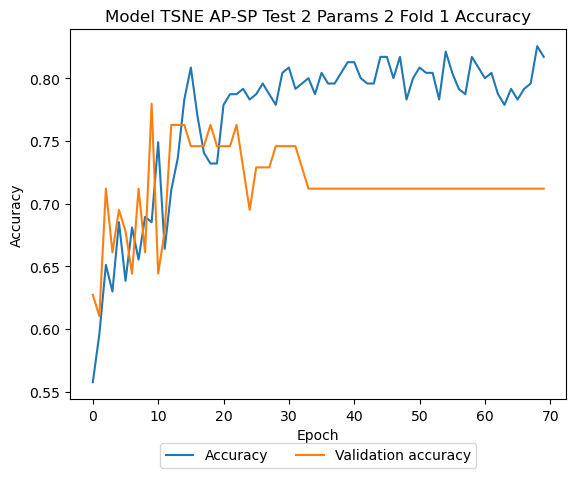 Model TSNE AP-SP Test 2 Params 2 Fold 1 Accuracy
Accuracy
0.80
0.75
0.70
0.65
0.60
0.55
0 10 20 30 40 50 60 70
Epoch
Accuracy Validation accuracy